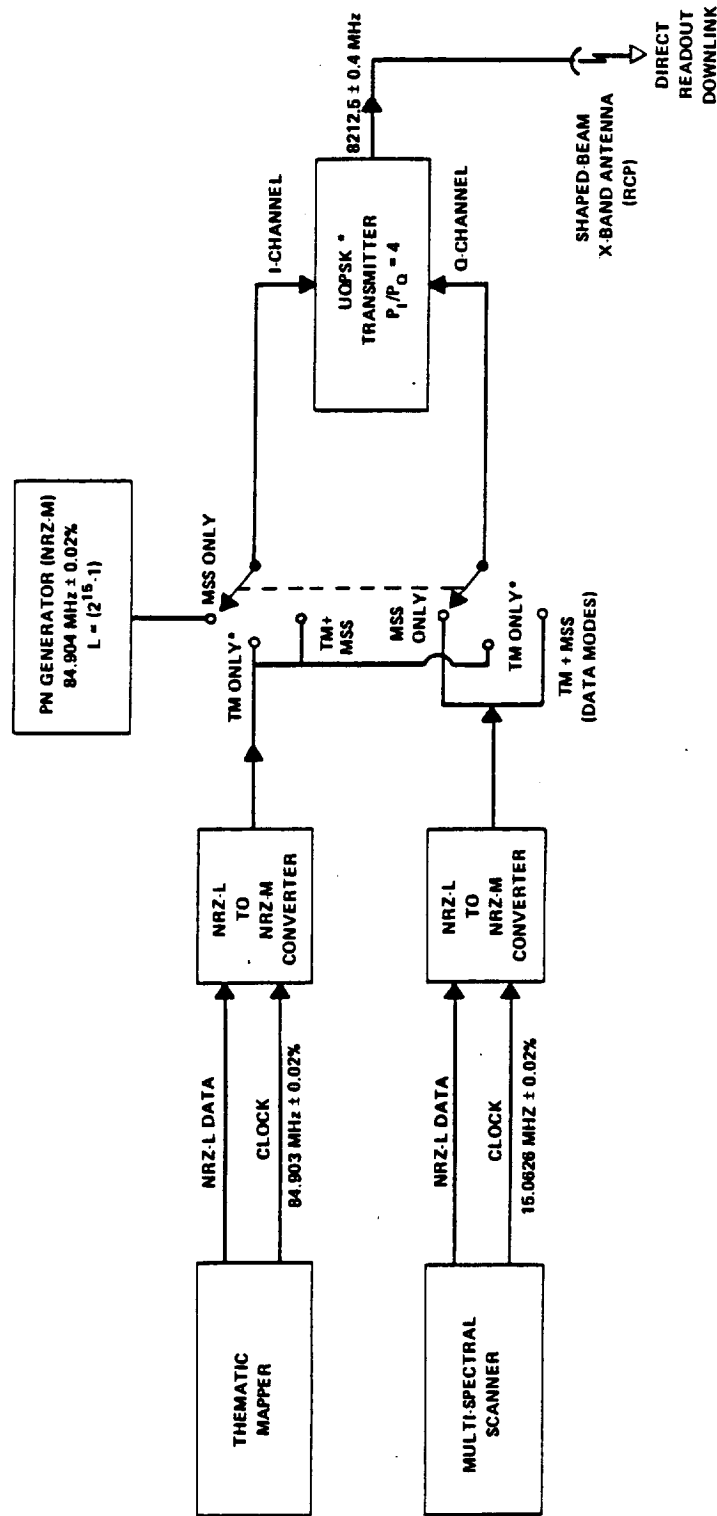 THEMATIC
MAPPER
NRZ-L DATA
CLOCK
84.903 MHz ± 0.02%
NRZ-L
TO
NRZ-M
CONVERTER
MULTI-SPECTRAL
SCANNER
NRZ-L DATA
CLOCK
15.0626 MHZ ± 0.02%
NRZ-L
TO
NRZ-M
CONVERTER
PN GENERATOR (NRZ-M)
84.904 MHz ± 0.02%
L = (2¹⁵-1)
MSS ONLY
TM ONLY*
TM+
MSS
MSS
ONLY
TM ONLY*
TM + MSS
(DATA MODES)
I-CHANNEL
UQPSK *
TRANSMITTER
P_I/P_Q = 4
Q-CHANNEL
8212.5 ± 0.4 MHz
SHAPED-BEAM
X-BAND ANTENNA
(RCP)
DIRECT
READOUT
DOWNLINK